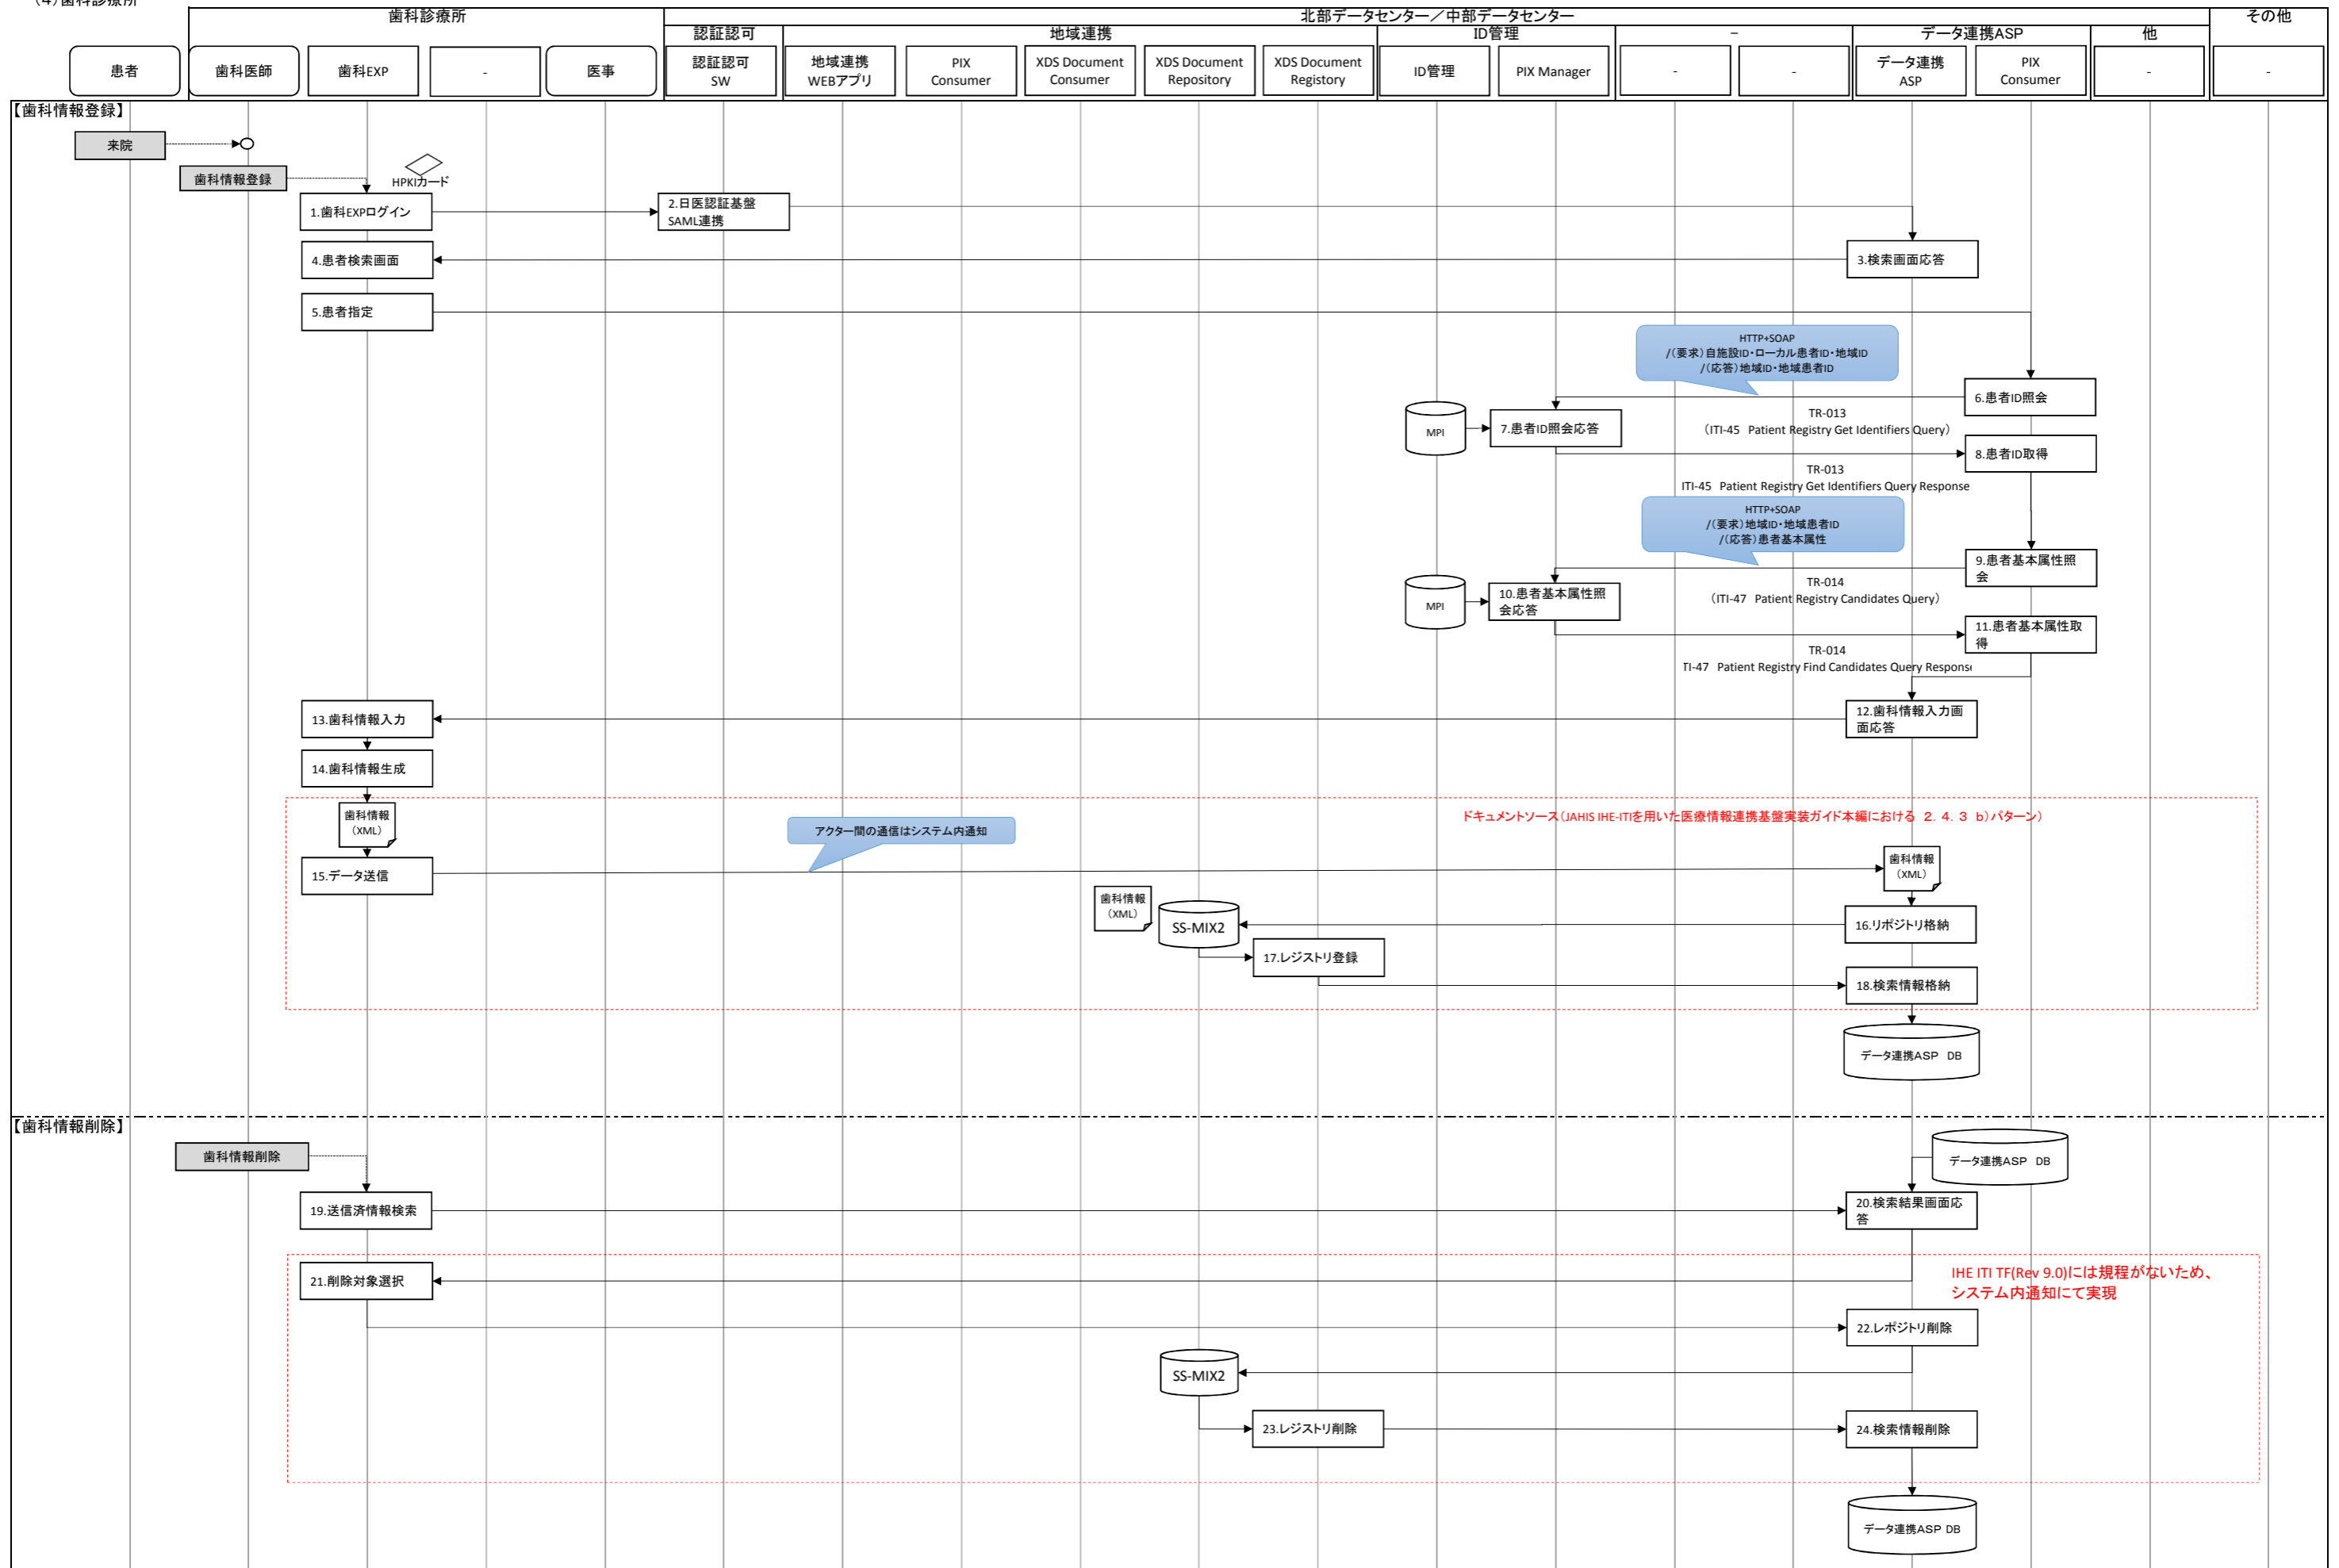 (4)歯科診療所
歯科診療所
北部データセンター／中部データセンター
その他
認証認可
地域連携
ID管理
－
データ連携ASP
他
患者
歯科医師
歯科EXP
-
医事
認証認可
SW
地域連携
WEBアプリ
PIX
Consumer
XDS Document
Consumer
XDS Document
Repository
XDS Document
Registory
ID管理
PIX Manager
-
-
データ連携
ASP
PIX
Consumer
-
-
【歯科情報登録】
来院
歯科情報登録
HPKIカード
1.歯科EXPログイン
2.日医認証基盤
SAML連携
4.患者検索画面
3.検索画面応答
5.患者指定
HTTP+SOAP
/（要求）自施設ID・ローカル患者ID・地域ID
/（応答）地域ID・地域患者ID
6.患者ID照会
MPI
7.患者ID照会応答
TR-013
（ITI-45 Patient Registry Get Identifiers Query）
8.患者ID取得
TR-013
ITI-45 Patient Registry Get Identifiers Query Response
HTTP+SOAP
/（要求）地域ID・地域患者ID
/（応答）患者基本属性
9.患者基本属性照
会
MPI
10.患者基本属性照
会応答
TR-014
（ITI-47 Patient Registry Candidates Query）
11.患者基本属性取
得
TR-014
TI-47 Patient Registry Find Candidates Query Response
13.歯科情報入力
12.歯科情報入力画
面応答
14.歯科情報生成
歯科情報
（XML）
アクター間の通信はシステム内通知
ドキュメントソース（JAHIS IHE-ITIを用いた医療情報連携基盤実装ガイド本編における ２．４．３ ｂ）パターン）
15.データ送信
歯科情報
（XML）
歯科情報
（XML）
SS-MIX2
16.リポジトリ格納
17.レジストリ登録
18.検索情報格納
データ連携ASP DB
【歯科情報削除】
歯科情報削除
データ連携ASP DB
19.送信済情報検索
20.検索結果画面応
答
21.削除対象選択
IHE ITI TF(Rev 9.0)には規程がないため、
システム内通知にて実現
22.レポジトリ削除
SS-MIX2
23.レジストリ削除
24.検索情報削除
データ連携ASP DB